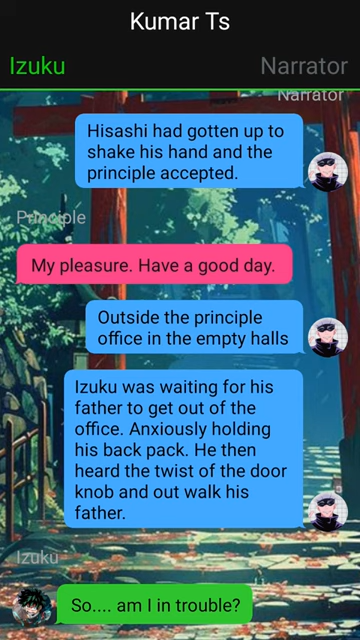 Kumar Ts
Izuku
Narrator
Narrator
Hisashi had gotten up to
shake his hand and the
principle accepted.
Principle
My pleasure. Have a good day.
Outside the principle
office in the empty halls
Izuku was waiting for his
father to get out of the
office. Anxiously holding
his back pack. He then
heard the twist of the door
knob and out walk his
father.
Izuku
So.... am I in trouble?